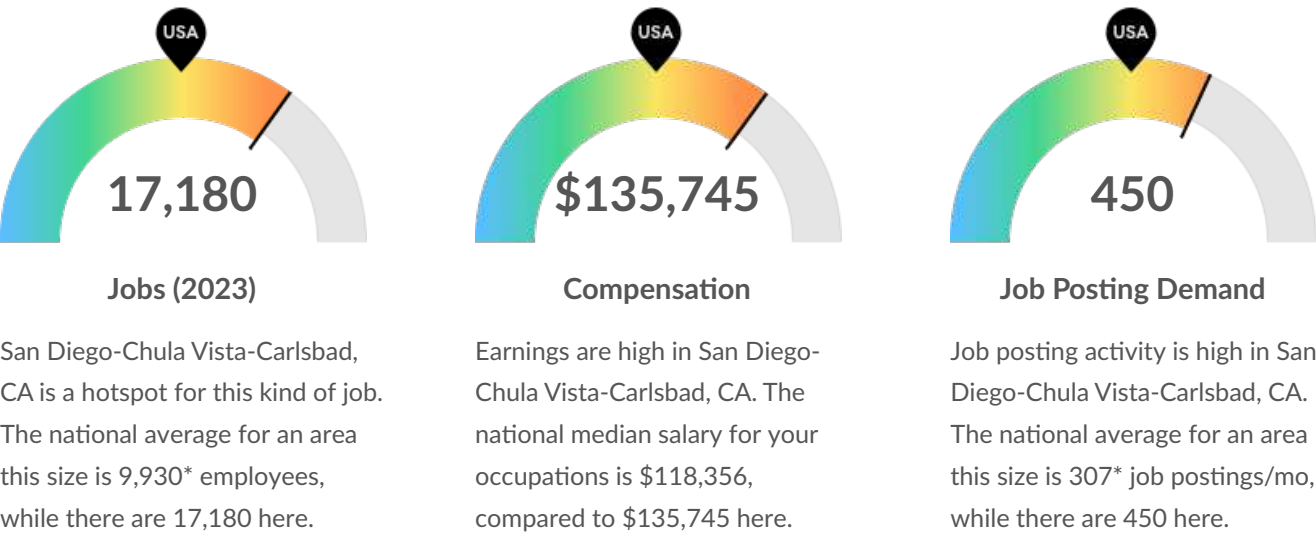 USA
17,180
Jobs (2023)
San Diego-Chula Vista-Carlsbad,
CA is a hotspot for this kind of job.
The national average for an area
this size is 9,930* employees,
while there are 17,180 here.
USA
$135,745
Compensation
Earnings are high in San Diego-
Chula Vista-Carlsbad, CA. The
national median salary for your
occupations is $118,356,
compared to $135,745 here.
USA
450
Job Posting Demand
Job posting activity is high in San
Diego-Chula Vista-Carlsbad, CA.
The national average for an area
this size is 307* job postings/mo,
while there are 450 here.